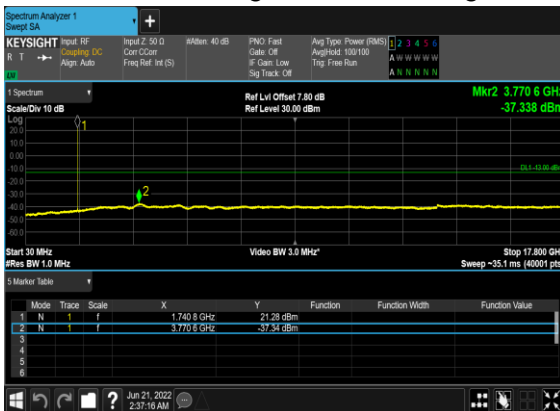 Spectrum Analyzer 1
Swept SA
KEYSIGHT
R T
LV
Input: RF
Coupling: DC
Align: Auto
Input Z: 50 Ω
Corr CCorr
Freq Ref: Int (S)
#Atten: 40 dB
PNO: Fast
Gate: Off
IF Gain: Low
Sig Track: Off
Avg Type: Power (RMS)
Avg|Hold: 100/100
Trig: Free Run
1 2 3 4 5 6
A W W W W W
A N N N N N
1 Spectrum
Scale/Div 10 dB
Ref Lvl Offset 7.80 dB
Ref Level 30.00 dBm
Mkr2 3.770 6 GHz
-37.338 dBm
Log
20.0
10.0
0.00
-10.0
-20.0
-30.0
-40.0
-50.0
-60.0
1
2
DL1 -13.00 dBm
Start 30 MHz
#Res BW 1.0 MHz
Video BW 3.0 MHz*
Stop 17.800 GHz
Sweep ~35.1 ms (40001 pts)
5 Marker Table
Mode Trace Scale X Y Function Function Width Function Value
1 N 1 f 1.740 8 GHz 21.28 dBm
2 N 1 f 3.770 6 GHz -37.34 dBm
3
4
5
6
?
Jun 21, 2022
2:37:16 AM